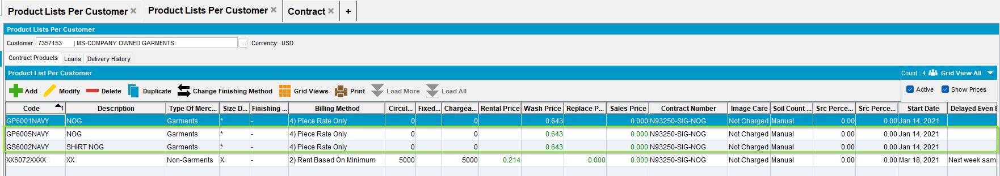 Product Lists Per Customer × Product Lists Per Customer × Contract × +
Product Lists Per Customer
Customer 7357153 | MS-COMPANY OWNED GARMENTS ... Currency: USD
Contract Products Loans Delivery History
Product List Per Customer Count : 4 Grid View All
Add Modify Delete Duplicate Change Finishing Method Grid Views Print Load More Load All Active Show Prices
Code 1 Description Type Of Merc... Size D... Finishing ... Billing Method Circul... Fixed... Chargea... Rental Price Wash Price Replace P... Sales Price Contract Number Image Care Soil Count ... Src Perce... Src Perce... Start Date Delayed Even E
GP6001NAVY NOG Garments * - 4) Piece Rate Only 0 0 0.643 0.000 N93250-SIG-NOG Not Charged Manual 0.00 0.00 Jan 14, 2021
GP6005NAVY NOG Garments * - 4) Piece Rate Only 0 0 0.643 0.000 N93250-SIG-NOG Not Charged Manual 0.00 0.00 Jan 14, 2021
GS6002NAVY SHIRT NOG Garments * - 4) Piece Rate Only 0 0 0.643 0.000 N93250-SIG-NOG Not Charged Manual 0.00 0.00 Jan 14, 2021
XX6072XXXX XX Non-Garments X - 2) Rent Based On Minimum 5000 5000 0.214 0.000 0.000 N93250-SIG-NOG Not Charged Manual 0.00 0.00 Mar 18, 2021 Next week sam